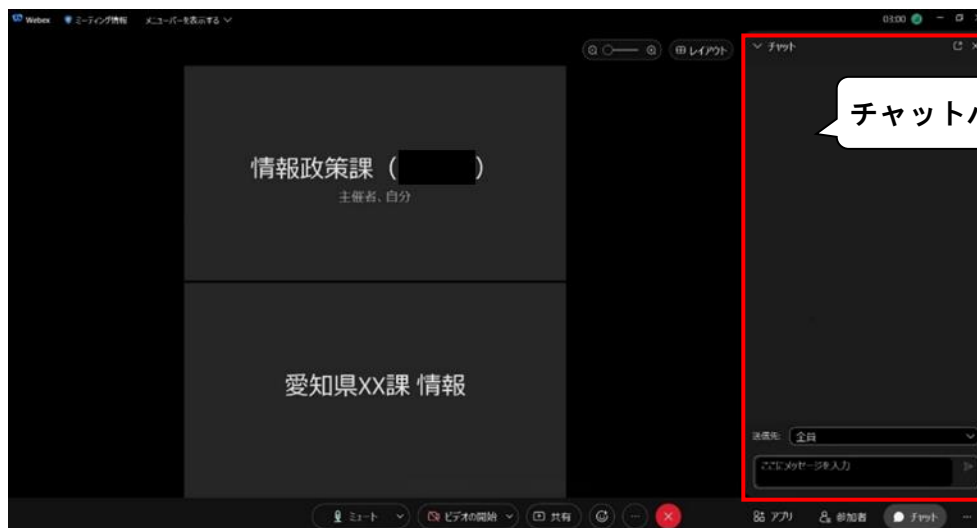 Webex ミーティング情報 メニューバーを表示する 03:00
レイアウト
チャット
チャットパ
情報政策課（ ）
主催者、自分
愛知県XX課 情報
送信先: 全員
ここにメッセージを入力
ミュート ビデオの開始 共有 アプリ 参加者 チャット